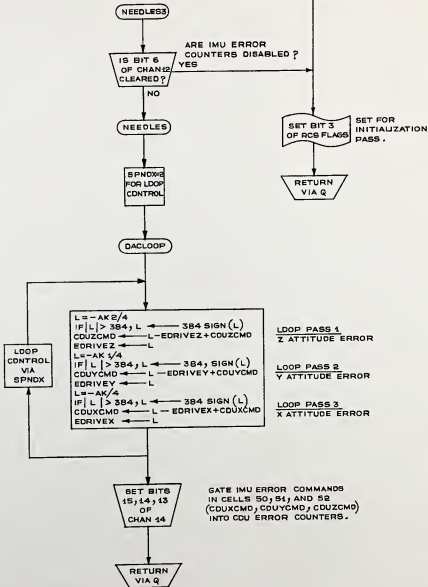 NEEDLES3
ARE IMU ERROR
COUNTERS DISABLED?
YES
IS BIT 6
OF CHAN 12
CLEARED?
NO
SET BIT 3
OF RCS FLAGS
SET FOR
INITIALIZATION
PASS.
RETURN
VIA Q
NEEDLES
SPNDX=2
FOR LOOP
CONTROL
DACLOOP
LOOP
CONTROL
VIA
SPNDX
L=-AK2/4
IF |L| > 384, L ← 384 SIGN (L)
CDUZCMD ← L-EDRIVEZ+CDUZCMD
EDRIVEZ ← L
L=-AK1/4
IF |L| > 384, L ← 384, SIGN (L)
CDUYCMD ← L-EDRIVEY+CDUYCMD
EDRIVEY ← L
L=-AK/4
IF |L| > 384, L ← 384 SIGN (L)
CDUXCMD ← L-EDRIVEX+CDUXCMD
EDRIVEX ← L
LOOP PASS 1
Z ATTITUDE ERROR
LOOP PASS 2
Y ATTITUDE ERROR
LOOP PASS 3
X ATTITUDE ERROR
SET BITS
15, 14, 13
OF
CHAN 14
GATE IMU ERROR COMMANDS
IN CELLS 50, 51, AND 52
(CDUXCMD, CDUYCMD, CDUZCMD)
INTO CDU ERROR COUNTERS.
RETURN
VIA Q